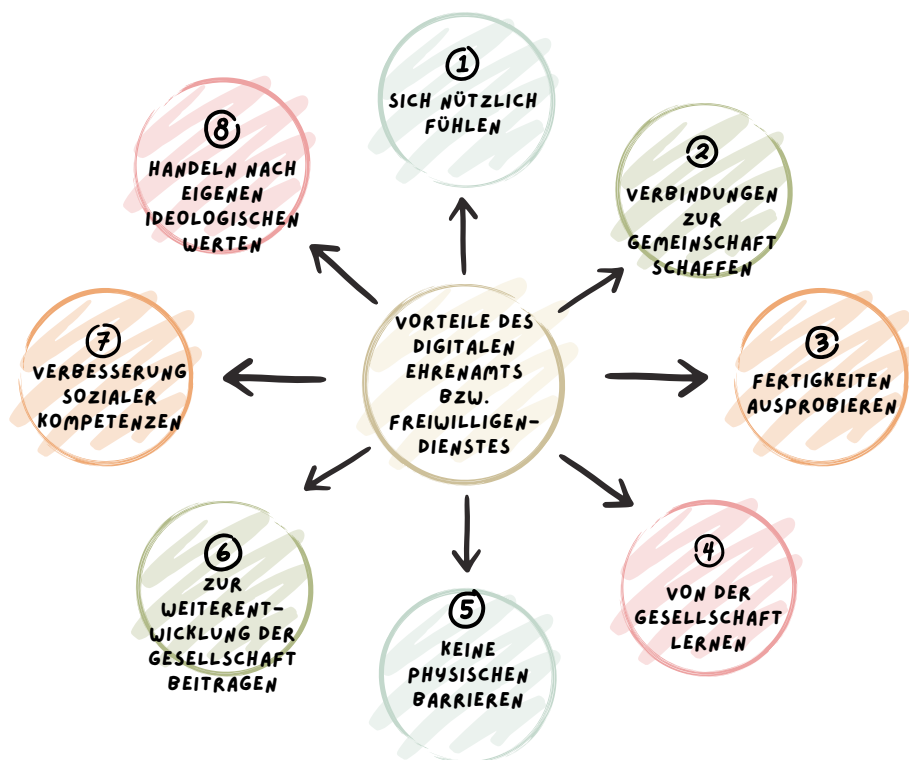 VORTEILE DES
DIGITALEN
EHRENAMTS
BZW.
FREIWILLIGEN-
DIENSTES
1
SICH NÜTZLICH
FÜHLEN
2
VERBINDUNGEN
ZUR
GEMEINSCHAFT
SCHAFFEN
3
FERTIGKEITEN
AUSPROBIEREN
4
VON DER
GESELLSCHAFT
LERNEN
5
KEINE
PHYSISCHEN
BARRIEREN
6
ZUR
WEITERENT-
WICKLUNG DER
GESELLSCHAFT
BEITRAGEN
7
VERBESSERUNG
SOZIALER
KOMPETENZEN
8
HANDELN NACH
EIGENEN
IDEOLOGISCHEN
WERTEN